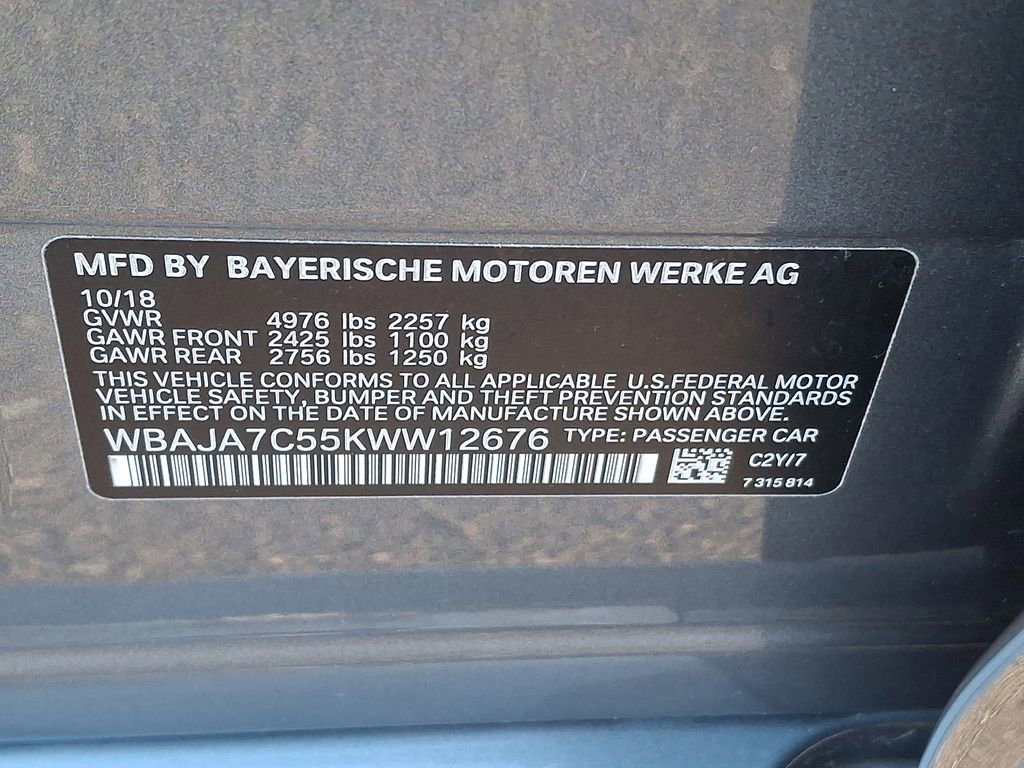 MFD BY BAYERISCHE MOTOREN WERKE AG
10/18
GVWR 4976 lbs 2257 kg
GAWR FRONT 2425 lbs 1100 kg
GAWR REAR 2756 lbs 1250 kg
THIS VEHICLE CONFORMS TO ALL APPLICABLE U.S.FEDERAL MOTOR
VEHICLE SAFETY, BUMPER AND THEFT PREVENTION STANDARDS
IN EFFECT ON THE DATE OF MANUFACTURE SHOWN ABOVE.
WBAJA7C55KWW12676 TYPE: PASSENGER CAR
C2Y/7
7 315 814